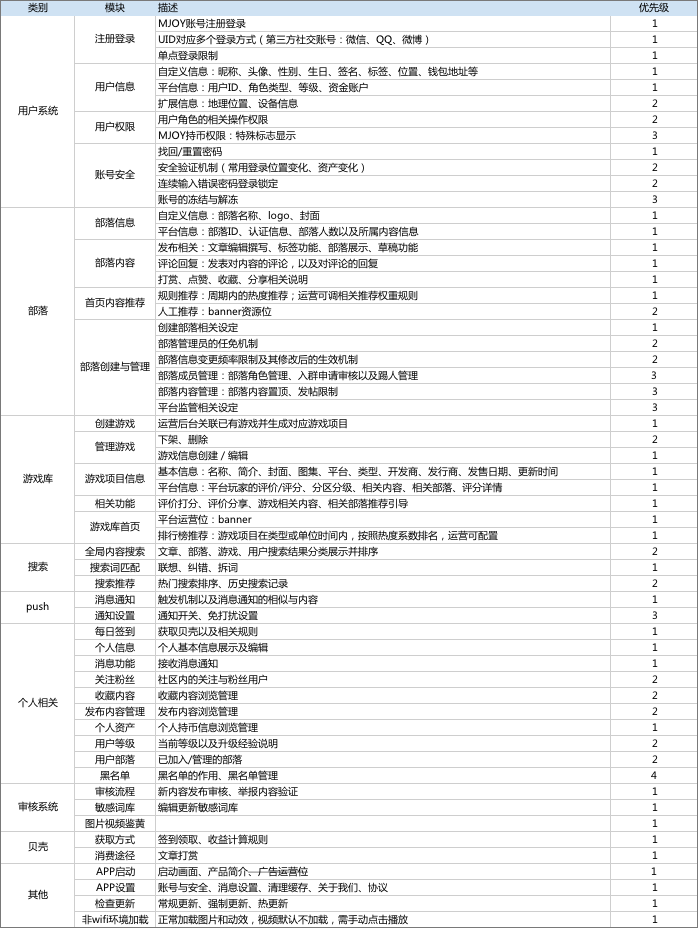 类别 模块 描述 优先级
用户系统 注册登录 MJOY账号注册登录 1
UID对应多个登录方式（第三方社交账号：微信、QQ、微博） 1
单点登录限制 1
用户信息 自定义信息：昵称、头像、性别、生日、签名、标签、位置、钱包地址等 1
平台信息：用户ID、角色类型、等级、资金账户 1
扩展信息：地理位置、设备信息 2
用户权限 用户角色的相关操作权限 2
MJOY持币权限：特殊标志显示 3
账号安全 找回/重置密码 1
安全验证机制（常用登录位置变化、资产变化） 2
连续输入错误密码登录锁定 2
账号的冻结与解冻 3
部落 部落信息 自定义信息：部落名称、logo、封面 1
平台信息：部落ID、认证信息、部落人数以及所属内容信息 1
部落内容 发布相关：文章编辑撰写、标签功能、部落展示、草稿功能 1
评论回复：发表对内容的评论，以及对评论的回复 1
打赏、点赞、收藏、分享相关说明 1
首页内容推荐 规则推荐：周期内的热度推荐；运营可调相关推荐权重规则 1
人工推荐：banner资源位 2
部落创建与管理 创建部落相关设定 1
部落管理员的任免机制 2
部落信息变更频率限制及其修改后的生效机制 2
部落成员管理：部落角色管理、入群申请审核以及踢人管理 3
部落内容管理：部落内容置顶、发帖限制 3
平台监管相关设定 3
游戏库 创建游戏 运营后台关联已有游戏并生成对应游戏项目 1
管理游戏 下架、删除 2
游戏信息创建 / 编辑 1
游戏项目信息 基本信息：名称、简介、封面、图集、平台、类型、开发商、发行商、发售日期、更新时间 1
平台信息：平台玩家的评价/评分、分区分级、相关内容、相关部落、评分详情 1
相关功能 评价打分、评价分享、游戏相关内容、相关部落推荐引导 1
游戏库首页 平台运营位：banner 1
排行榜推荐：游戏项目在类型或单位时间内，按照热度系数排名，运营可配置 1
搜索 全局内容搜索 文章、部落、游戏、用户搜索结果分类展示并排序 2
搜索词匹配 联想、纠错、拆词 1
搜索推荐 热门搜索排序、历史搜索记录 2
push 消息通知 触发机制以及消息通知的相似与内容 1
通知设置 通知开关、免打扰设置 3
个人相关 每日签到 获取贝壳以及相关规则 1
个人信息 个人基本信息展示及编辑 1
消息功能 接收消息通知 1
关注粉丝 社区内的关注与粉丝用户 2
收藏内容 收藏内容浏览管理 2
发布内容管理 发布内容浏览管理 2
个人资产 个人持币信息浏览管理 1
用户等级 当前等级以及升级经验说明 2
用户部落 已加入/管理的部落 2
黑名单 黑名单的作用、黑名单管理 4
审核系统 审核流程 新内容发布审核、举报内容验证 1
敏感词库 编辑更新敏感词库 1
图片视频鉴黄 1
贝壳 获取方式 签到领取、收益计算规则 1
消费途径 文章打赏 1
其他 APP启动 启动画面、产品简介、广告运营位 1
APP设置 账号与安全、消息设置、清理缓存、关于我们、协议 1
检查更新 常规更新、强制更新、热更新 1
非wifi环境加载 正常加载图片和动效，视频默认不加载，需手动点击播放 1